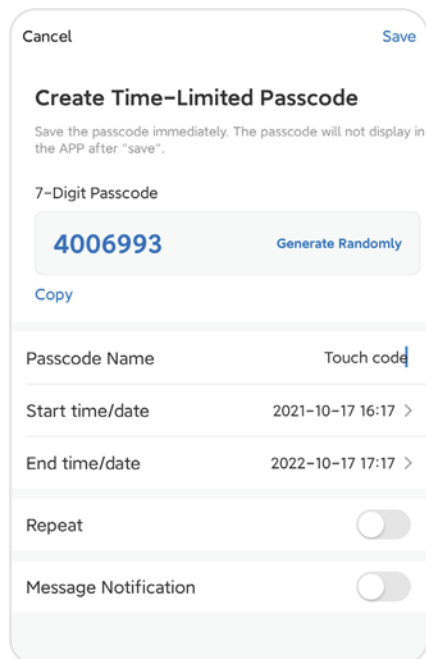 Cancel Save
Create Time-Limited Passcode
Save the passcode immediately. The passcode will not display in
the APP after "save".
7-Digit Passcode
4006993 Generate Randomly
Copy
Passcode Name Touch code
Start time/date 2021-10-17 16:17 >
End time/date 2022-10-17 17:17 >
Repeat
Message Notification